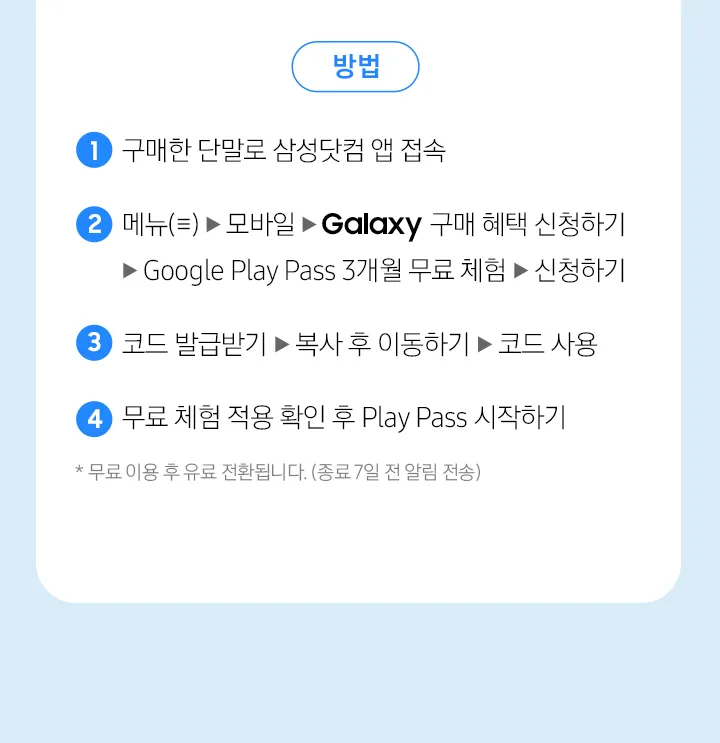 방법
1 구매한 단말로 삼성닷컴 앱 접속
2 메뉴(≡) ▶ 모바일 ▶ Galaxy 구매 혜택 신청하기
▶ Google Play Pass 3개월 무료 체험 ▶ 신청하기
3 코드 발급받기 ▶ 복사 후 이동하기 ▶ 코드 사용
4 무료 체험 적용 확인 후 Play Pass 시작하기
* 무료 이용 후 유료 전환됩니다. (종료 7일 전 알림 전송)